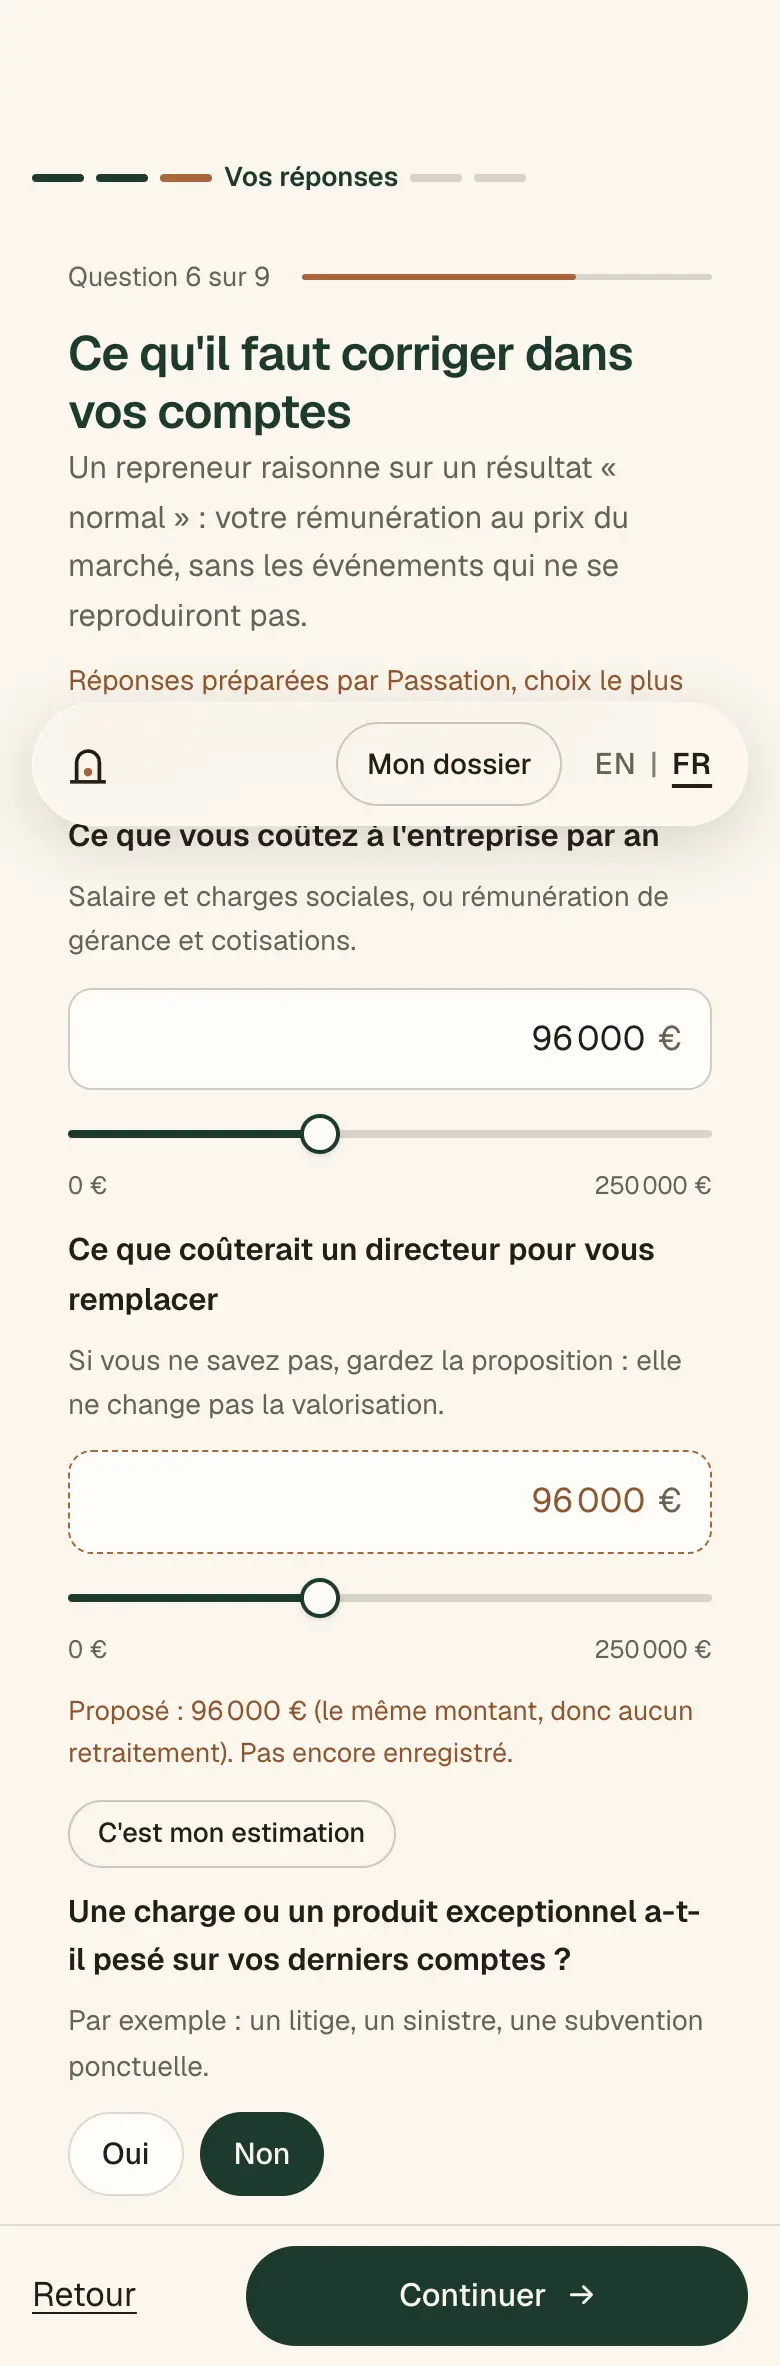 Vos réponses
Question 6 sur 9
Ce qu'il faut corriger dans
vos comptes
Un repreneur raisonne sur un résultat «
normal » : votre rémunération au prix du
marché, sans les événements qui ne se
reproduiront pas.
Réponses préparées par Passation, choix le plus
Mon dossier
EN | FR
Ce que vous coûtez à l'entreprise par an
Salaire et charges sociales, ou rémunération de
gérance et cotisations.
96 000 €
0 €
250 000 €
Ce que coûterait un directeur pour vous
remplacer
Si vous ne savez pas, gardez la proposition : elle
ne change pas la valorisation.
96 000 €
0 €
250 000 €
Proposé : 96 000 € (le même montant, donc aucun
retraitement). Pas encore enregistré.
C'est mon estimation
Une charge ou un produit exceptionnel a-t-
il pesé sur vos derniers comptes ?
Par exemple : un litige, un sinistre, une subvention
ponctuelle.
Oui
Non
Retour
Continuer →